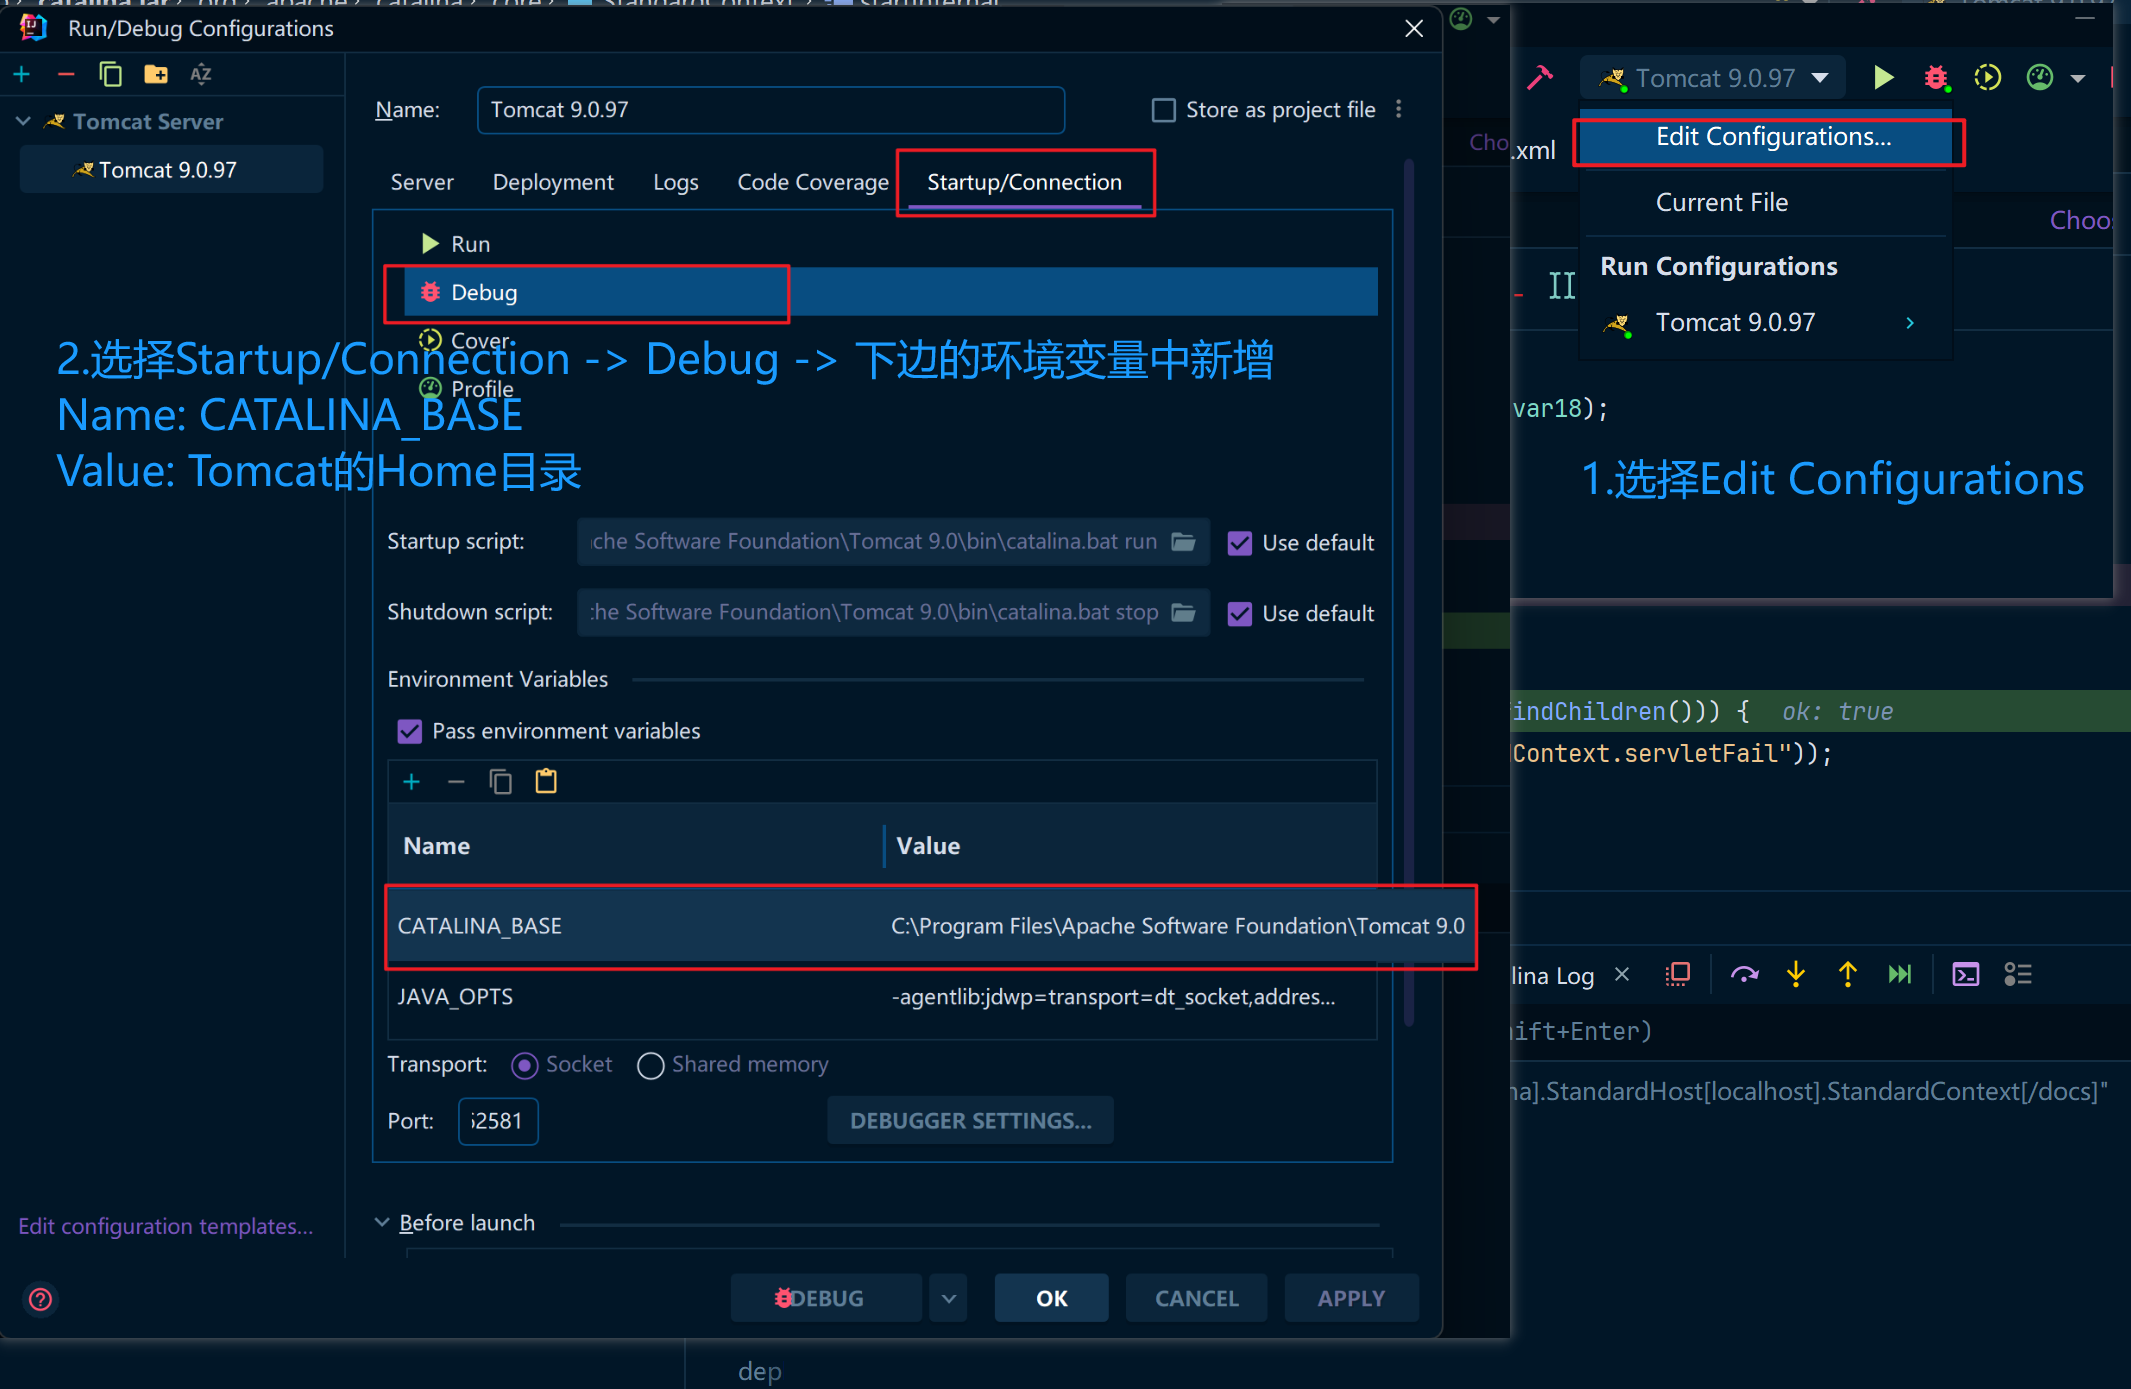 Run/Debug Configurations
Tomcat Server
Tomcat 9.0.97
Edit configuration templates...
Name:
Tomcat 9.0.97
Store as project file
Server
Deployment
Logs
Code Coverage
Startup/Connection
Run
Debug
Cover
Profile
2.选择Startup/Connection -> Debug -> 下边的环境变量中新增
Name: CATALINA_BASE
Value: Tomcat的Home目录
Startup script:
che Software Foundation\Tomcat 9.0\bin\catalina.bat run
Use default
Shutdown script:
he Software Foundation\Tomcat 9.0\bin\catalina.bat stop
Use default
Environment Variables
Pass environment variables
Name
Value
CATALINA_BASE
C:\Program Files\Apache Software Foundation\Tomcat 9.0
JAVA_OPTS
-agentlib:jdwp=transport=dt_socket,addres...
Transport:
Socket
Shared memory
Port:
52581
DEBUGGER SETTINGS...
Before launch
DEBUG
OK
CANCEL
APPLY
dep
Tomcat 9.0.97
Cho
.xml
Edit Configurations...
Current File
Choo
Run Configurations
Tomcat 9.0.97
var18);
1.选择Edit Configurations
indChildren())) { ok: true
Context.servletFail"));
lina Log
ift+Enter)
na].StandardHost[localhost].StandardContext[/docs]"